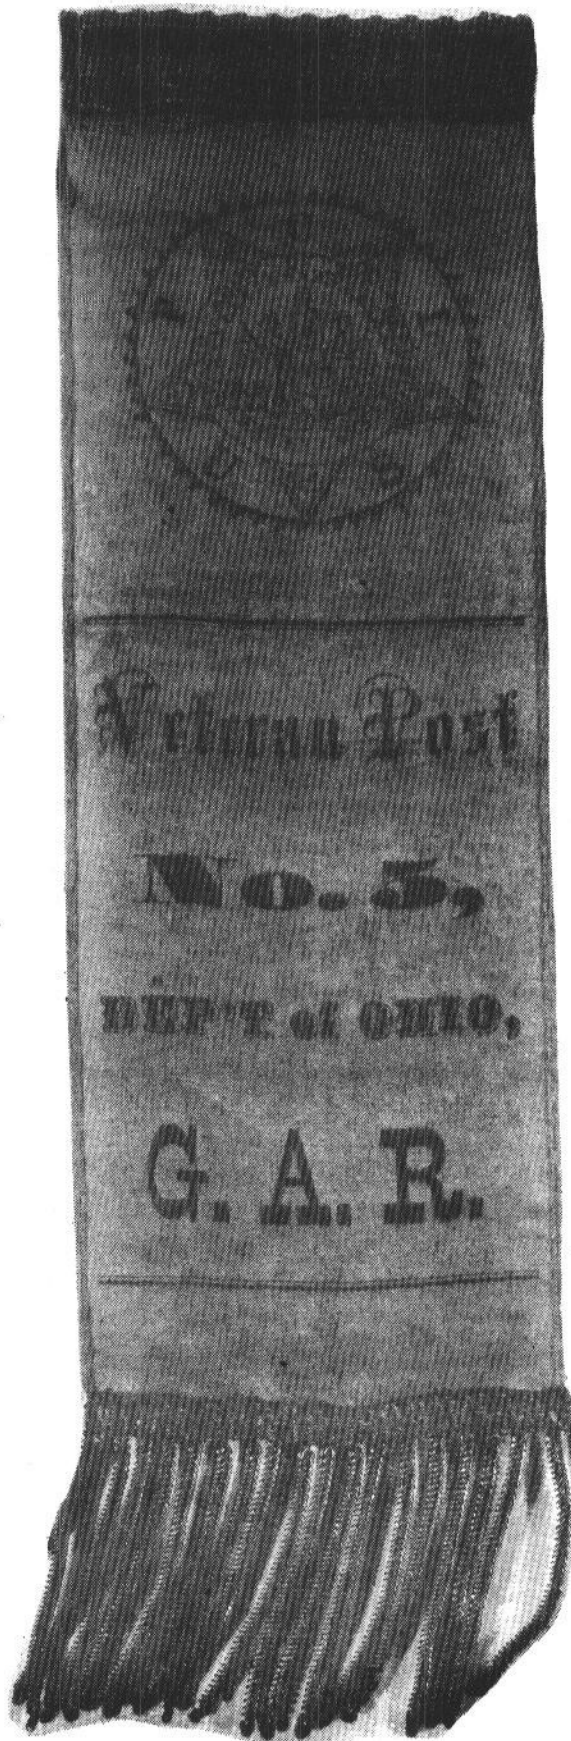 U V S
Veteran Post
No. 5,
DEP'T. of OHIO,
G. A. R.